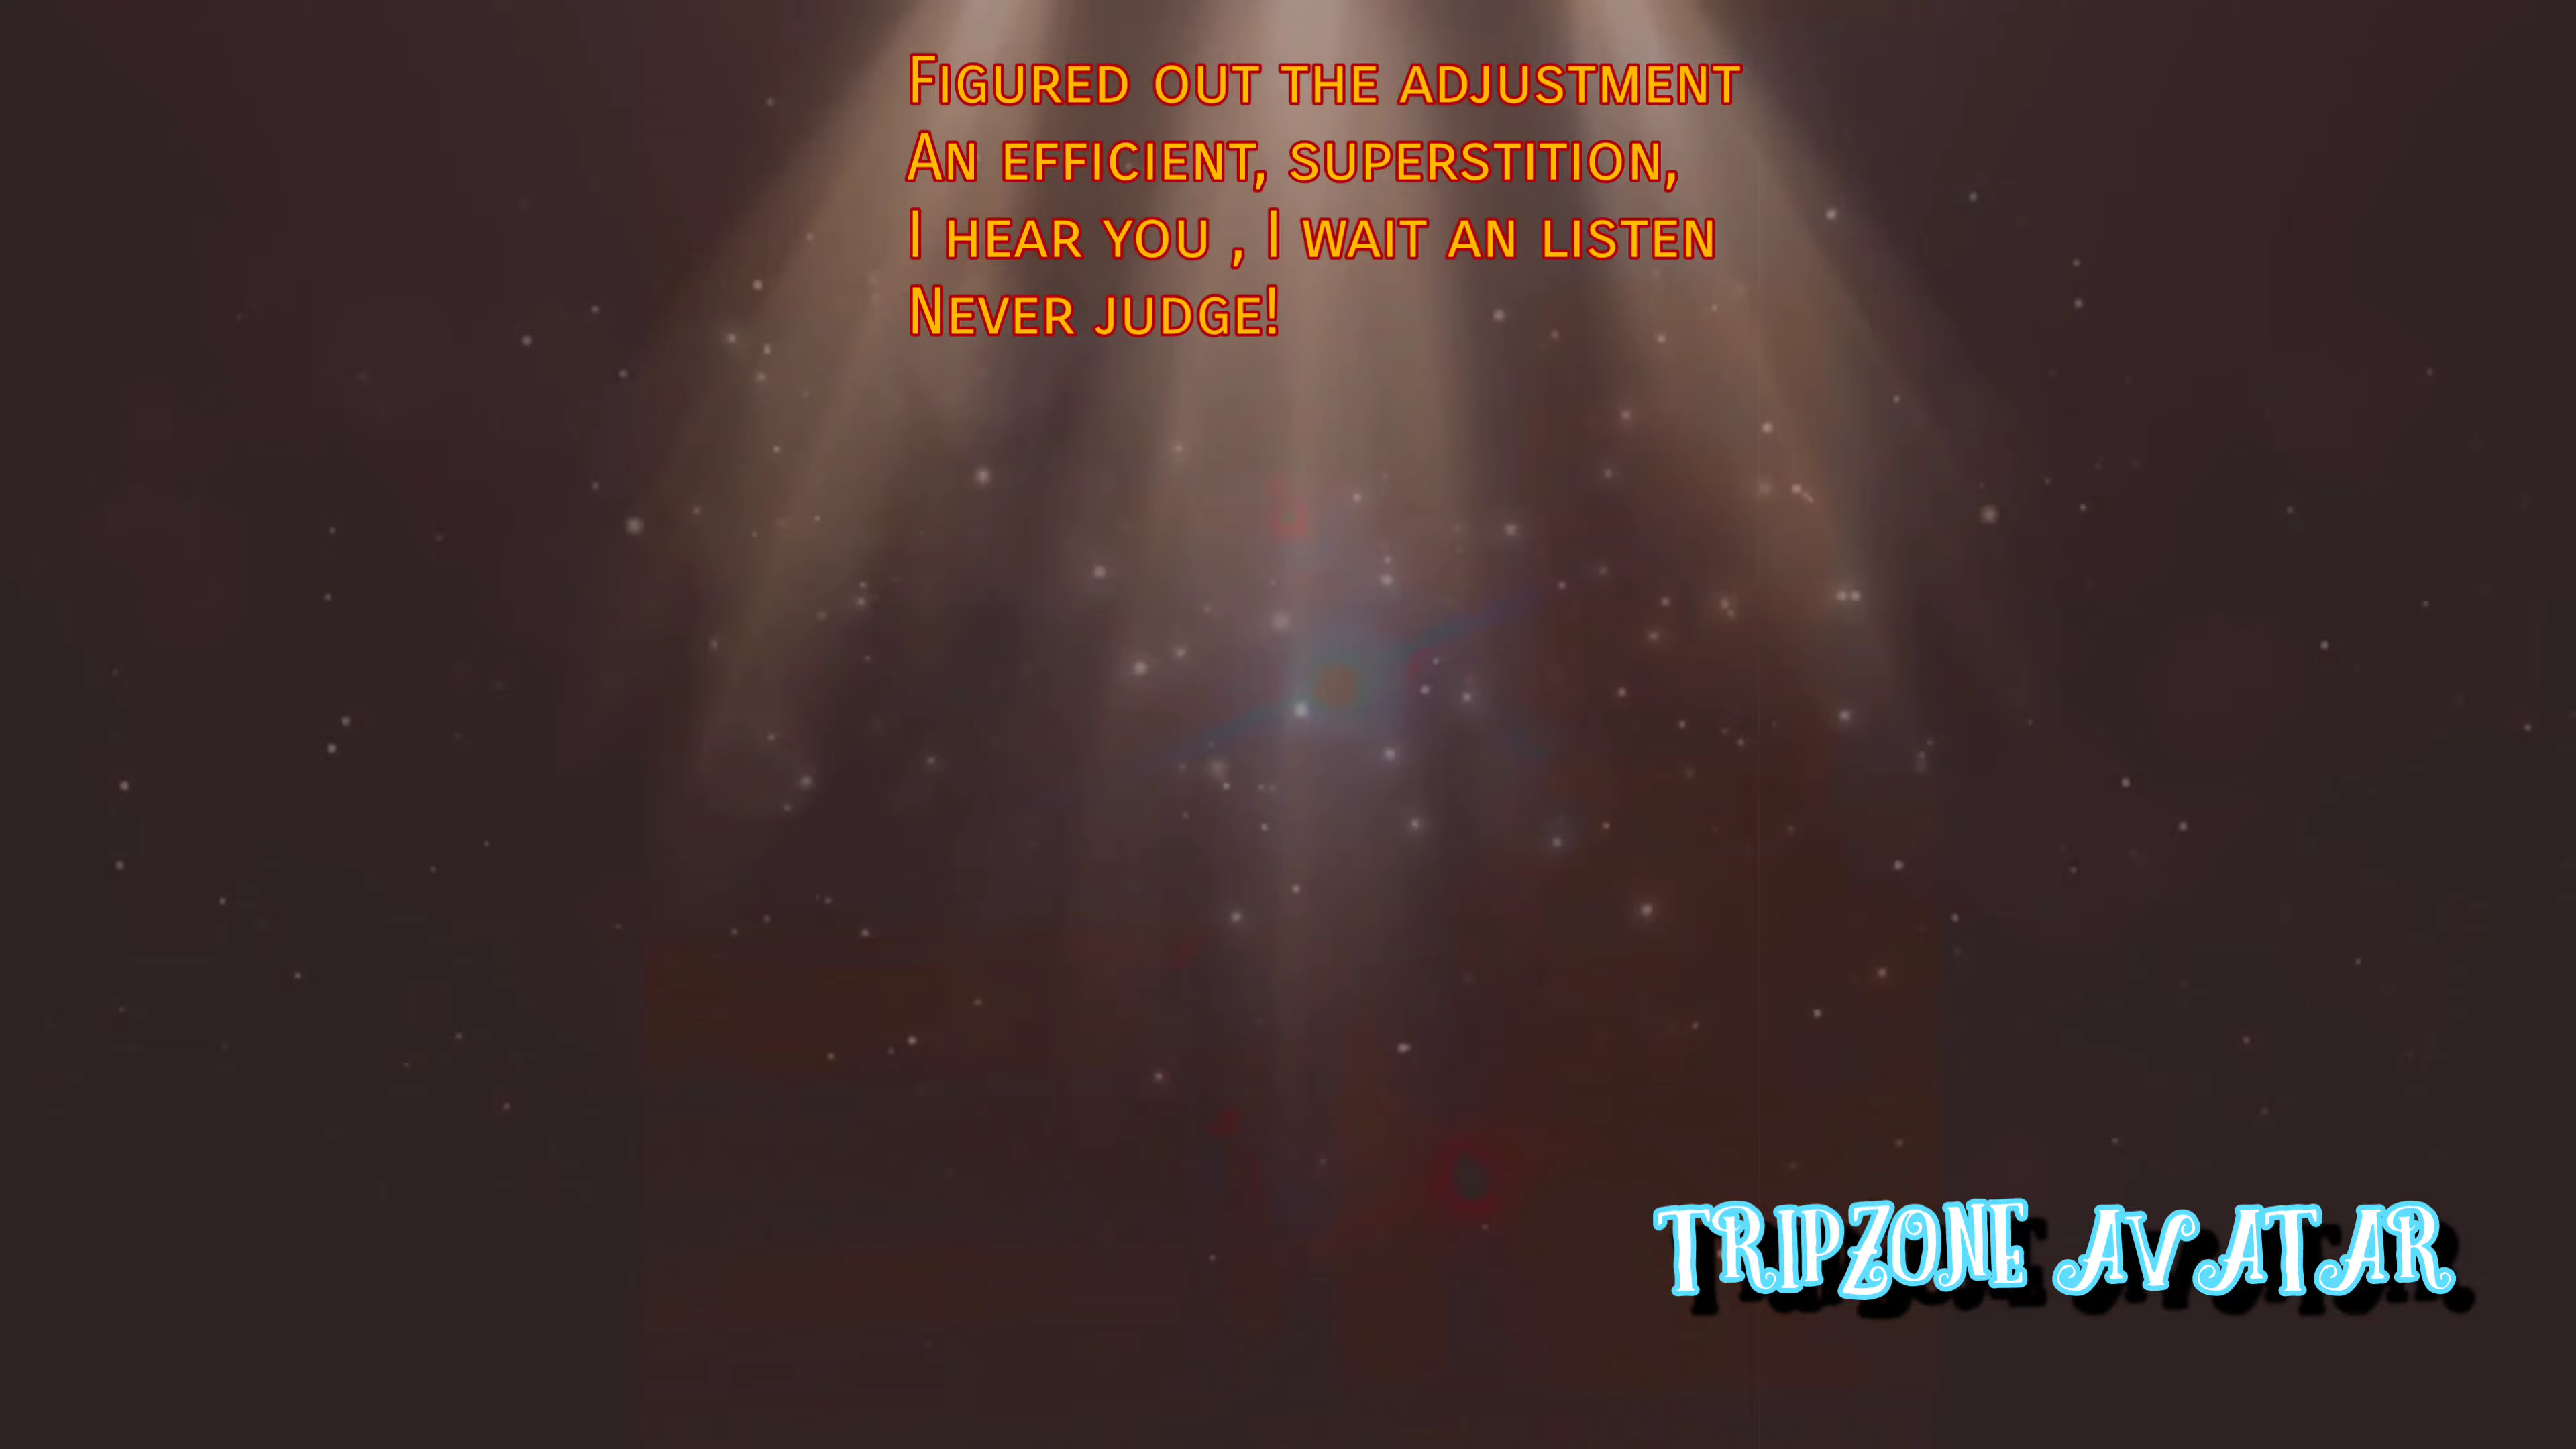 Figured out the adjustment
An efficient, superstition,
I hear you , I wait an listen
Never judge!
TRIPZONE AVATAR